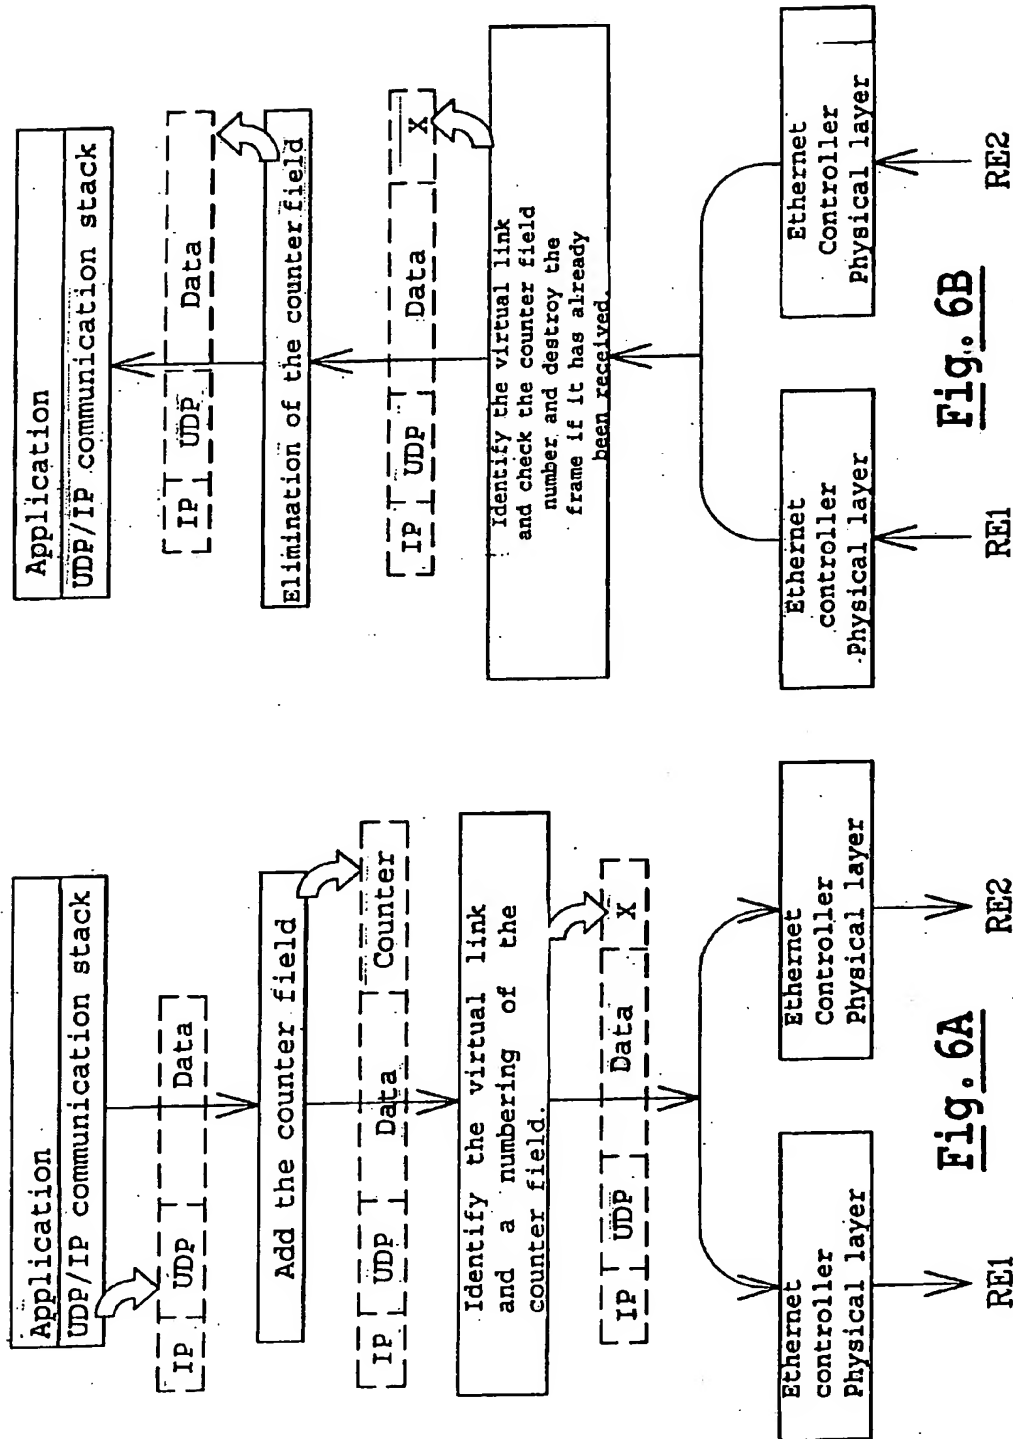 Application
UDP/IP communication stack
IP UDP Data
Add the counter field
IP UDP Data Counter
Identify the virtual link
and a numbering of the
counter field.
IP UDP Data X
Ethernet
controller
Physical layer
Ethernet
Controller
Physical layer
RE1
RE2
Fig. 6A
Application
UDP/IP communication stack
IP UDP Data
Elimination of the counter field
IP UDP Data X
Identify the virtual link
and check the counter field
number and destroy the
frame if it has already
been received.
Ethernet
controller
Physical layer
Ethernet
Controller
Physical layer
RE1
RE2
Fig. 6B